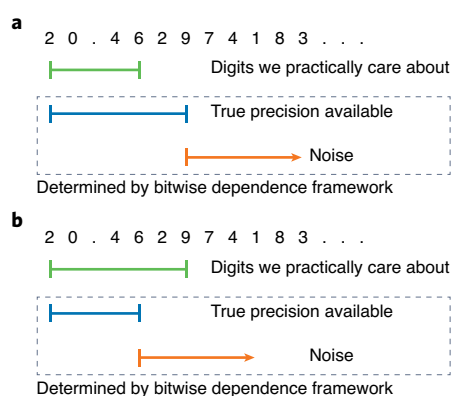 a
2 0 . 4 6 2 9 7 4 1 8 3 . . .
Digits we practically care about
True precision available
Noise
Determined by bitwise dependence framework
b
2 0 . 4 6 2 9 7 4 1 8 3 . . .
Digits we practically care about
True precision available
Noise
Determined by bitwise dependence framework